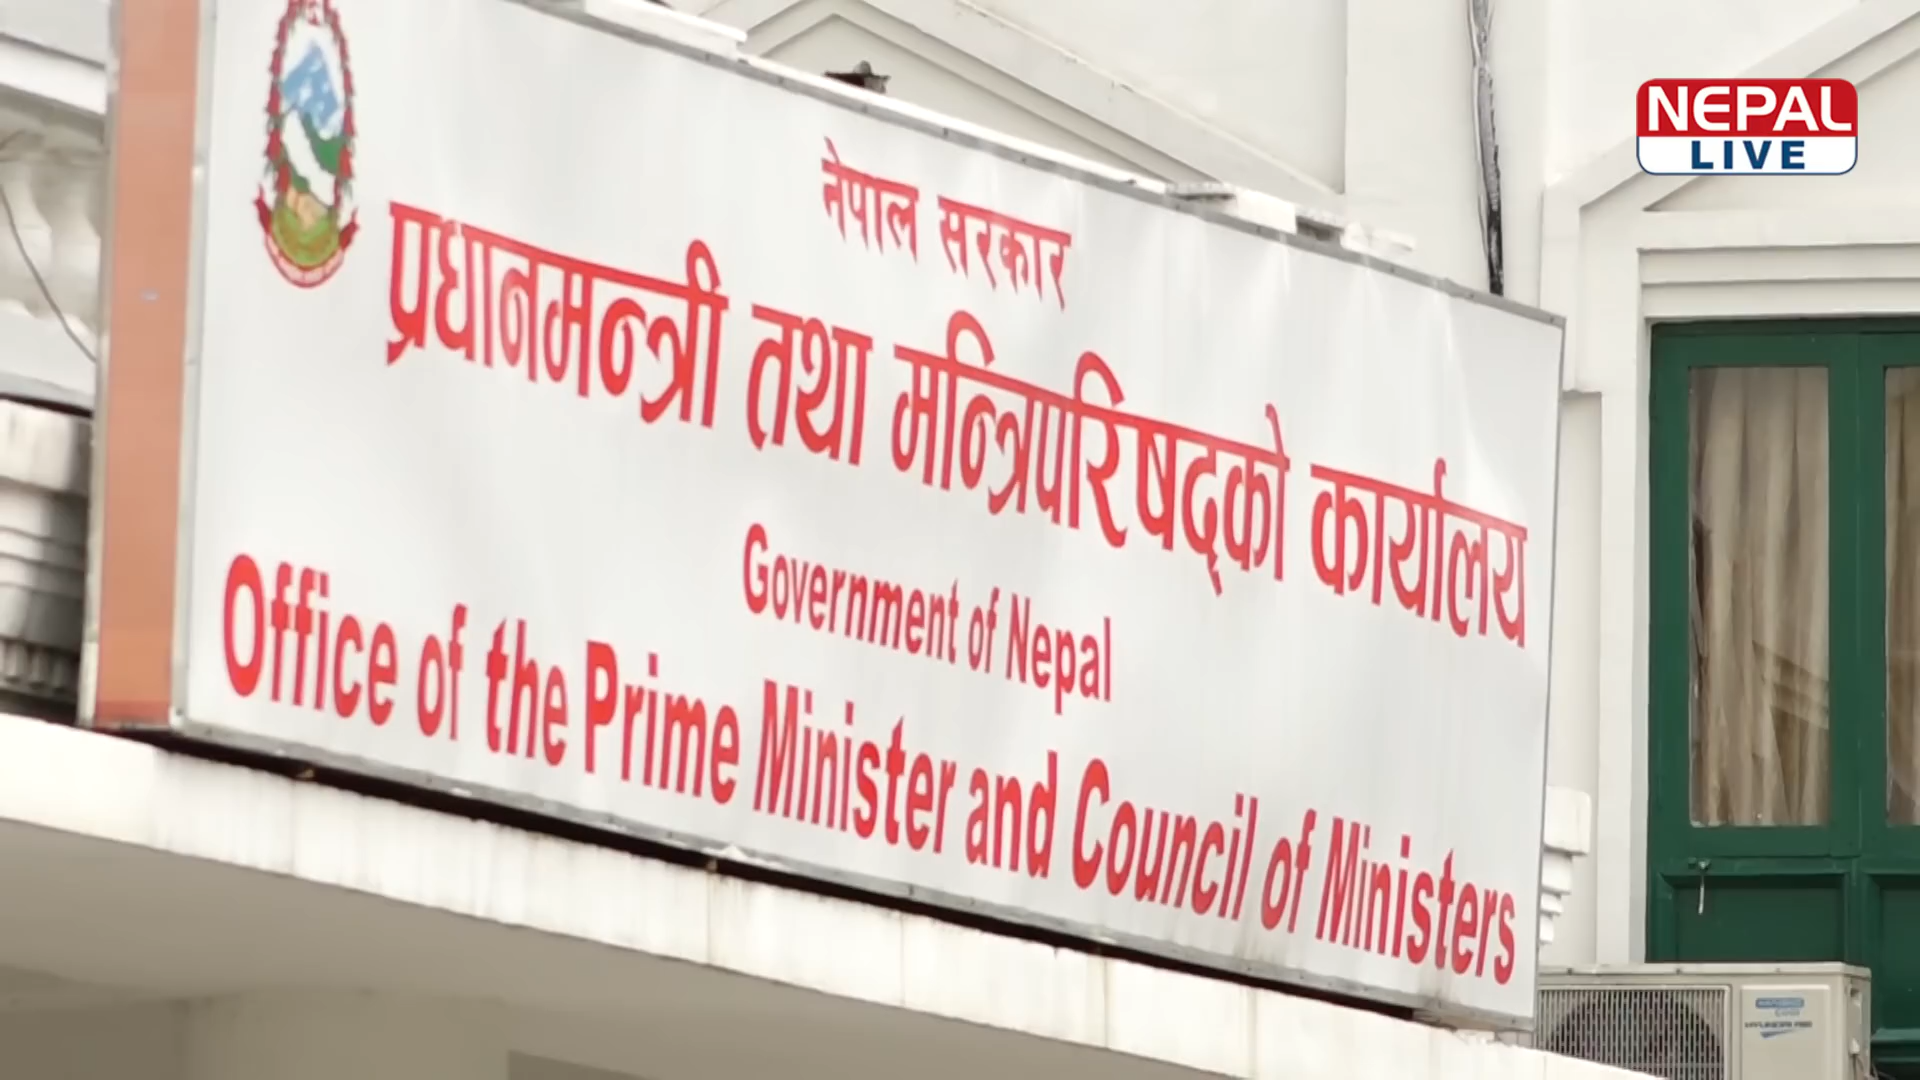 NEPAL
LIVE
नेपाल सरकार
प्रधानमन्त्री तथा मन्त्रिपरिषद्को कार्यालय
Government of Nepal
Office of the Prime Minister and Council of Ministers